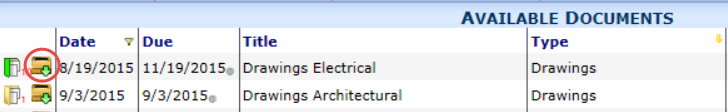 AVAILABLE DOCUMENTS
Date Due Title Type
8/19/2015 11/19/2015 Drawings Electrical Drawings
1 9/3/2015 9/3/2015 Drawings Architectural Drawings